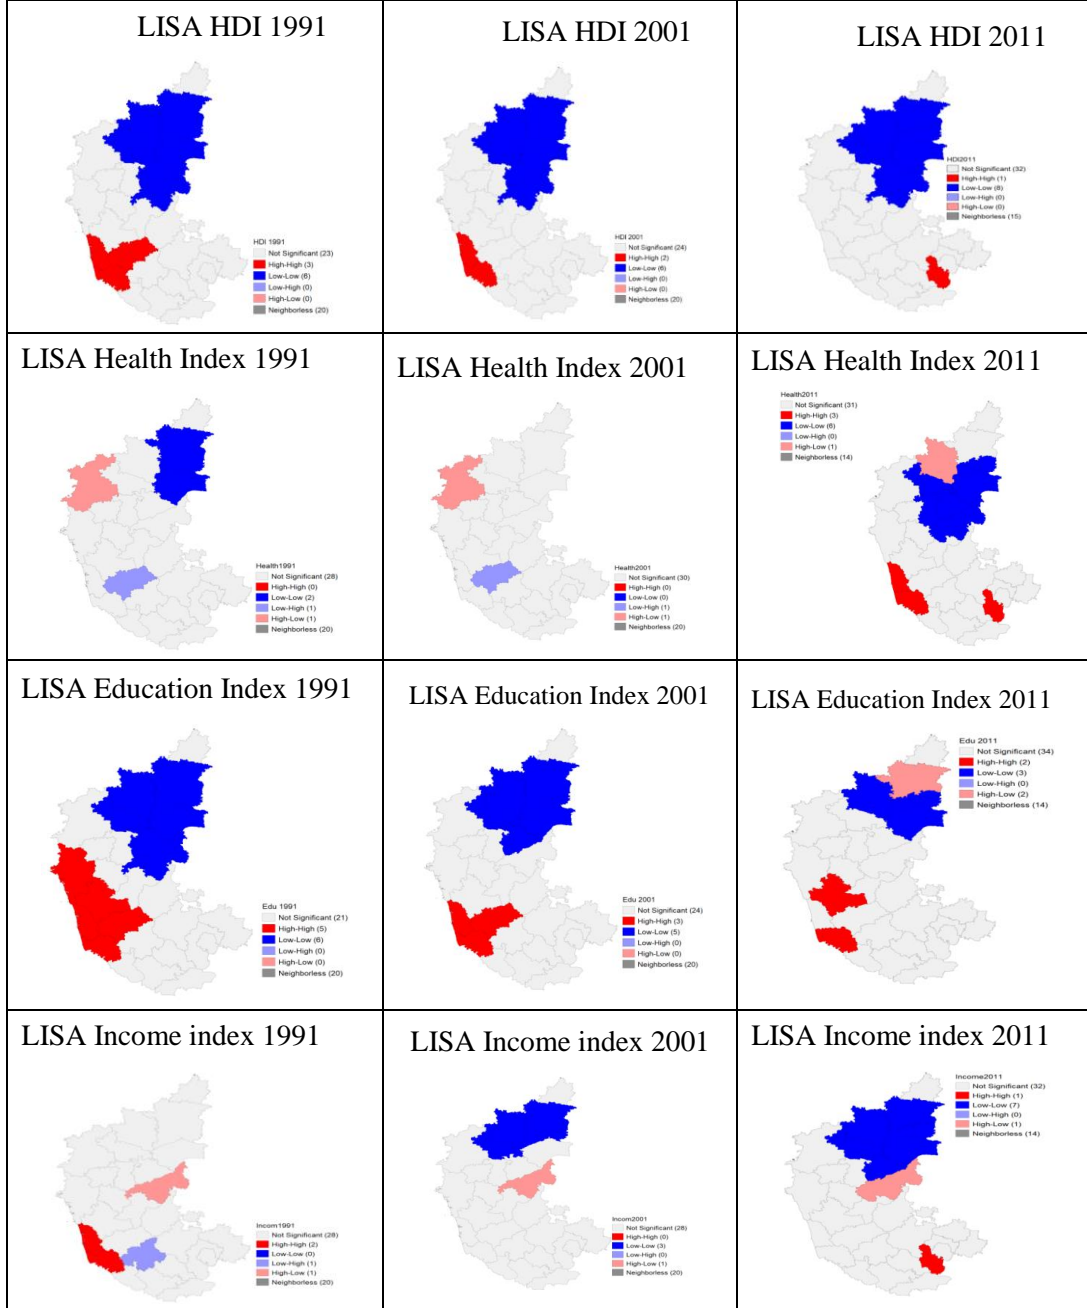 LISA HDI 1991
HDI 1991
Not Significant (23)
High-High (3)
Low-Low (6)
Low-High (0)
High-Low (0)
Neighborless (20)
LISA HDI 2001
HDI 2001
Not Significant (24)
High-High (2)
Low-Low (6)
Low-High (0)
High-Low (0)
Neighborless (20)
LISA HDI 2011
HDI2011
Not Significant (32)
High-High (1)
Low-Low (8)
Low-High (0)
High-Low (0)
Neighborless (15)
LISA Health Index 1991
Health1991
Not Significant (28)
High-High (0)
Low-Low (2)
Low-High (1)
High-Low (1)
Neighborless (20)
LISA Health Index 2001
Health2001
Not Significant (30)
High-High (0)
Low-Low (0)
Low-High (1)
High-Low (1)
Neighborless (20)
LISA Health Index 2011
Health2011
Not Significant (31)
High-High (3)
Low-Low (6)
Low-High (0)
High-Low (1)
Neighborless (14)
LISA Education Index 1991
Edu 1991
Not Significant (21)
High-High (5)
Low-Low (6)
Low-High (0)
High-Low (0)
Neighborless (20)
LISA Education Index 2001
Edu 2001
Not Significant (24)
High-High (3)
Low-Low (5)
Low-High (0)
High-Low (0)
Neighborless (20)
LISA Education Index 2011
Edu 2011
Not Significant (34)
High-High (2)
Low-Low (3)
Low-High (0)
High-Low (2)
Neighborless (14)
LISA Income index 1991
Incom1991
Not Significant (28)
High-High (2)
Low-Low (0)
Low-High (1)
High-Low (1)
Neighborless (20)
LISA Income index 2001
Incom2001
Not Significant (28)
High-High (0)
Low-Low (3)
Low-High (0)
High-Low (1)
Neighborless (20)
LISA Income index 2011
Income2011
Not Significant (32)
High-High (1)
Low-Low (7)
Low-High (0)
High-Low (1)
Neighborless (14)